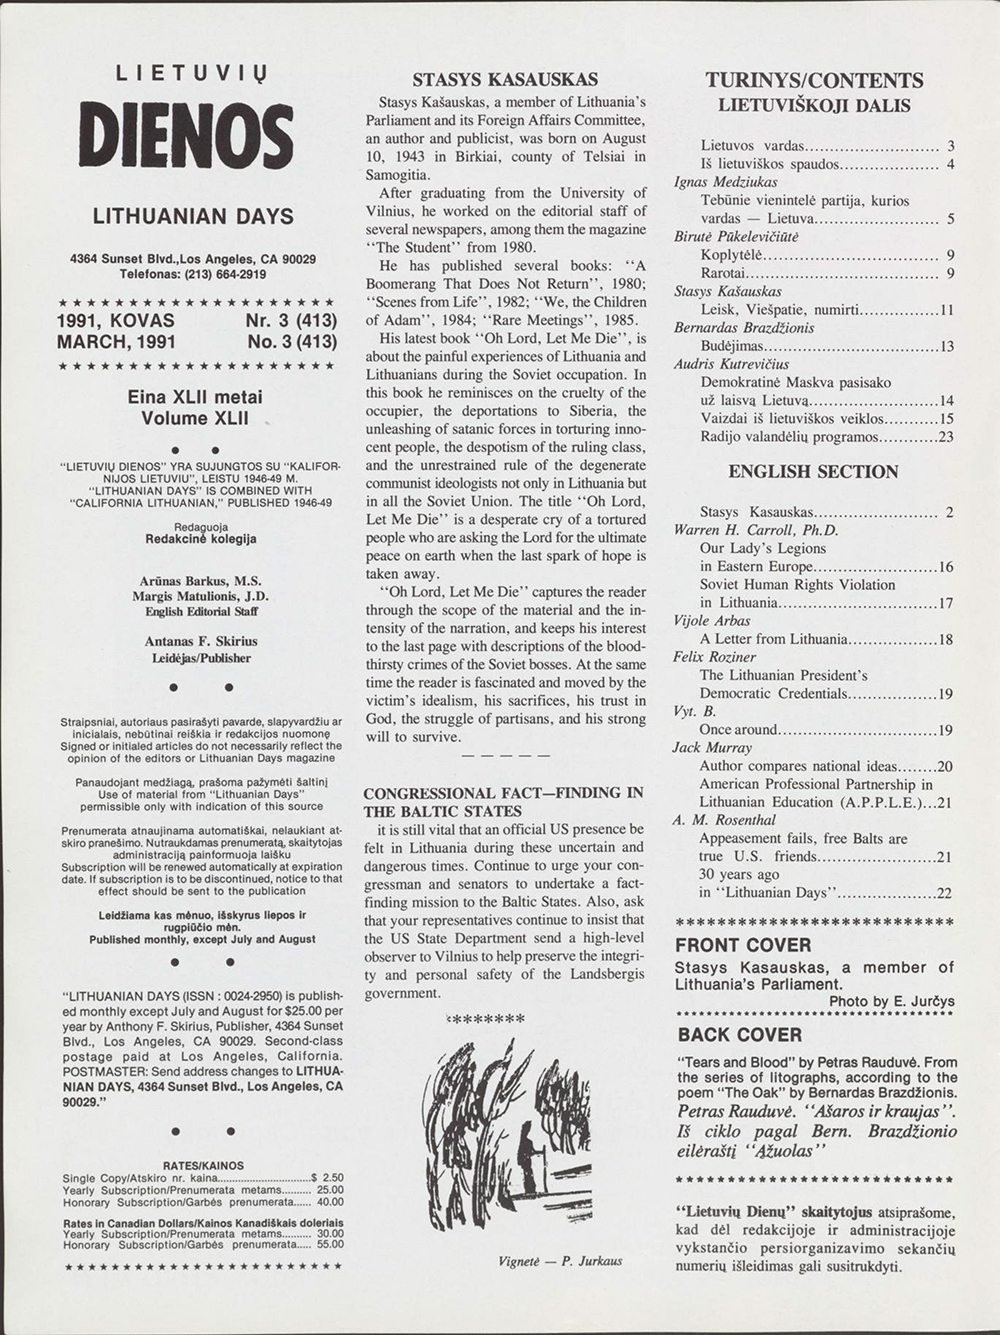 LIETUVIŲ
DIENOS
LITHUANIAN DAYS
4364 Sunset Blvd.,Los Angeles, CA 90029
Telefonas: (213) 664-2919
★ ★ ★ ★ ★ ★ ★ ★ ★ ★ ★ ★ ★ ★ ★ ★ ★ ★ ★ ★
1991, KOVAS Nr. 3 (413)
MARCH, 1991 No. 3 (413)
★ ★ ★ ★ ★ ★ ★ ★ ★ ★ ★ ★ ★ ★ ★ ★ ★ ★ ★ ★
Eina XLII metai
Volume XLII
● ●
"LIETUVIŲ DIENOS" YRA SUJUNGTOS SU "KALIFOR-
NIJOS LIETUVIU", LEISTU 1946-49 M.
"LITHUANIAN DAYS" IS COMBINED WITH
"CALIFORNIA LITHUANIAN," PUBLISHED 1946-49
Redaguoja
Redakcinė kolegija
Arūnas Barkus, M.S.
Margis Matulionis, J.D.
English Editorial Staff
Antanas F. Skirius
Leidėjas/Publisher
● ●
Straipsniai, autoriaus pasirašyti pavarde, slapyvardžiu ar
inicialais, nebūtinai reiškia ir redakcijos nuomonę
Signed or initialed articles do not necessarily reflect the
opinion of the editors or Lithuanian Days magazine
Panaudojant medžiagą, prašoma pažymėti šaltinį
Use of material from "Lithuanian Days"
permissible only with indication of this source
Prenumerata atnaujinama automatiškai, nelaukiant at-
skiro pranešimo. Nutraukdamas prenumeratą, skaitytojas
administraciją painformuoja laišku
Subscription will be renewed automatically at expiration
date. If subscription is to be discontinued, notice to that
effect should be sent to the publication
Leidžiama kas mėnuo, išskyrus liepos ir
rugpiūčio mėn.
Published monthly, except July and August
● ●
"LITHUANIAN DAYS (ISSN : 0024-2950) is publish-
ed monthly except July and August for $25.00 per
year by Anthony F. Skirius, Publisher, 4364 Sunset
Blvd., Los Angeles, CA 90029. Second-class
postage paid at Los Angeles, California.
POSTMASTER: Send address changes to LITHUA-
NIAN DAYS, 4364 Sunset Blvd., Los Angeles, CA
90029."
● ●
RATES/KAINOS
Single Copy/Atskiro nr. kaina...............................$ 2.50
Yearly Subscription/Prenumerata metams......... 25.00
Honorary Subscription/Garbės prenumerata...... 40.00
Rates in Canadian Dollars/Kainos Kanadiškais doleriais
Yearly Subscription/Prenumerata metams.......... 30.00
Honorary Subscription/Garbės prenumerata..... 55.00
★ ★ ★ ★ ★ ★ ★ ★ ★ ★ ★ ★ ★ ★ ★ ★ ★ ★ ★ ★ ★ ★ ★ ★
STASYS KASAUSKAS
Stasys Kašauskas, a member of Lithuania's
Parliament and its Foreign Affairs Committee,
an author and publicist, was born on August
10, 1943 in Birkiai, county of Telsiai in
Samogitia.
After graduating from the University of
Vilnius, he worked on the editorial staff of
several newspapers, among them the magazine
''The Student'' from 1980.
He has published several books: ''A
Boomerang That Does Not Return'', 1980;
''Scenes from Life'', 1982; ''We, the Children
of Adam'', 1984; ''Rare Meetings'', 1985.
His latest book ''Oh Lord, Let Me Die'', is
about the painful experiences of Lithuania and
Lithuanians during the Soviet occupation. In
this book he reminisces on the cruelty of the
occupier, the deportations to Siberia, the
unleashing of satanic forces in torturing inno-
cent people, the despotism of the ruling class,
and the unrestrained rule of the degenerate
communist ideologists not only in Lithuania but
in all the Soviet Union. The title ''Oh Lord,
Let Me Die'' is a desperate cry of a tortured
people who are asking the Lord for the ultimate
peace on earth when the last spark of hope is
taken away.
''Oh Lord, Let Me Die'' captures the reader
through the scope of the material and the in-
tensity of the narration, and keeps his interest
to the last page with descriptions of the blood-
thirsty crimes of the Soviet bosses. At the same
time the reader is fascinated and moved by the
victim's idealism, his sacrifices, his trust in
God, the struggle of partisans, and his strong
will to survive.
— — — — —
CONGRESSIONAL FACT—FINDING IN
THE BALTIC STATES
it is still vital that an official US presence be
felt in Lithuania during these uncertain and
dangerous times. Continue to urge your con-
gressman and senators to undertake a fact-
finding mission to the Baltic States. Also, ask
that your representatives continue to insist that
the US State Department send a high-level
observer to Vilnius to help preserve the integri-
ty and personal safety of the Landsbergis
government.
********
Vignetė — P. Jurkaus
TURINYS/CONTENTS
LIETUVIŠKOJI DALIS
Lietuvos vardas.......................... 3
Iš lietuviškos spaudos................... 4
Ignas Medziukas
Tebūnie vienintelė partija, kurios
vardas — Lietuva........................ 5
Birutė Pūkelevičiūtė
Koplytėlė.................................. 9
Rarotai..................................... 9
Stasys Kašauskas
Leisk, Viešpatie, numirti................11
Bernardas Brazdžionis
Budėjimas..................................13
Audris Kutrevičius
Demokratinė Maskva pasisako
už laisvą Lietuvą.........................14
Vaizdai iš lietuviškos veiklos...........15
Radijo valandėlių programos............23
ENGLISH SECTION
Stasys Kasauskas......................... 2
Warren H. Carroll, Ph.D.
Our Lady's Legions
in Eastern Europe........................16
Soviet Human Rights Violation
in Lithuania...............................17
Vijole Arbas
A Letter from Lithuania.................18
Felix Roziner
The Lithuanian President's
Democratic Credentials..................19
Vyt. B.
Once around...............................19
Jack Murray
Author compares national ideas........20
American Professional Partnership in
Lithuanian Education (A.P.P.L.E.)...21
A. M. Rosenthal
Appeasement fails, free Balts are
true U.S. friends........................21
30 years ago
in ''Lithuanian Days''...................22
***************************
FRONT COVER
Stasys Kasauskas, a member of
Lithuania's Parliament.
Photo by E. Jurčys
★★★★★★★★★★★★★★★★★★★★★★★★★★★★★★★★★★★★
BACK COVER
"Tears and Blood" by Petras Rauduvė. From
the series of litographs, according to the
poem "The Oak" by Bernardas Brazdžionis.
Petras Rauduvė. ''Ašaros ir kraujas''.
Iš ciklo pagal Bern. Brazdžionio
eilėraštį ''Ąžuolas''
★★★★★★★★★★★★★★★★★★★★★★★★★★★
''Lietuvių Dienų'' skaitytojus atsiprašome,
kad dėl redakcijoje ir administracijoje
vykstančio persiorganizavimo sekančių
numerių išleidimas gali susitrukdyti.